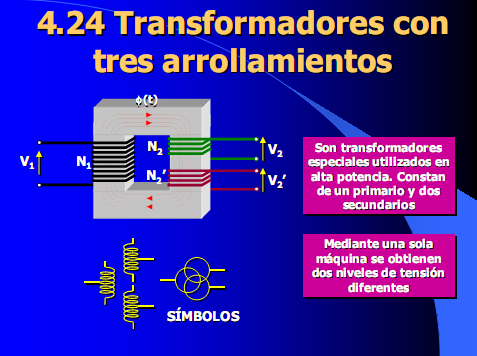 4.24 Transformadores con
tres arrollamientos
ϕ(t)
V1
N1
N2
N2’
V2
V2’
Son transformadores
especiales utilizados en
alta potencia. Constan
de un primario y dos
secundarios
Mediante una sola
máquina se obtienen
dos niveles de tensión
diferentes
SÍMBOLOS